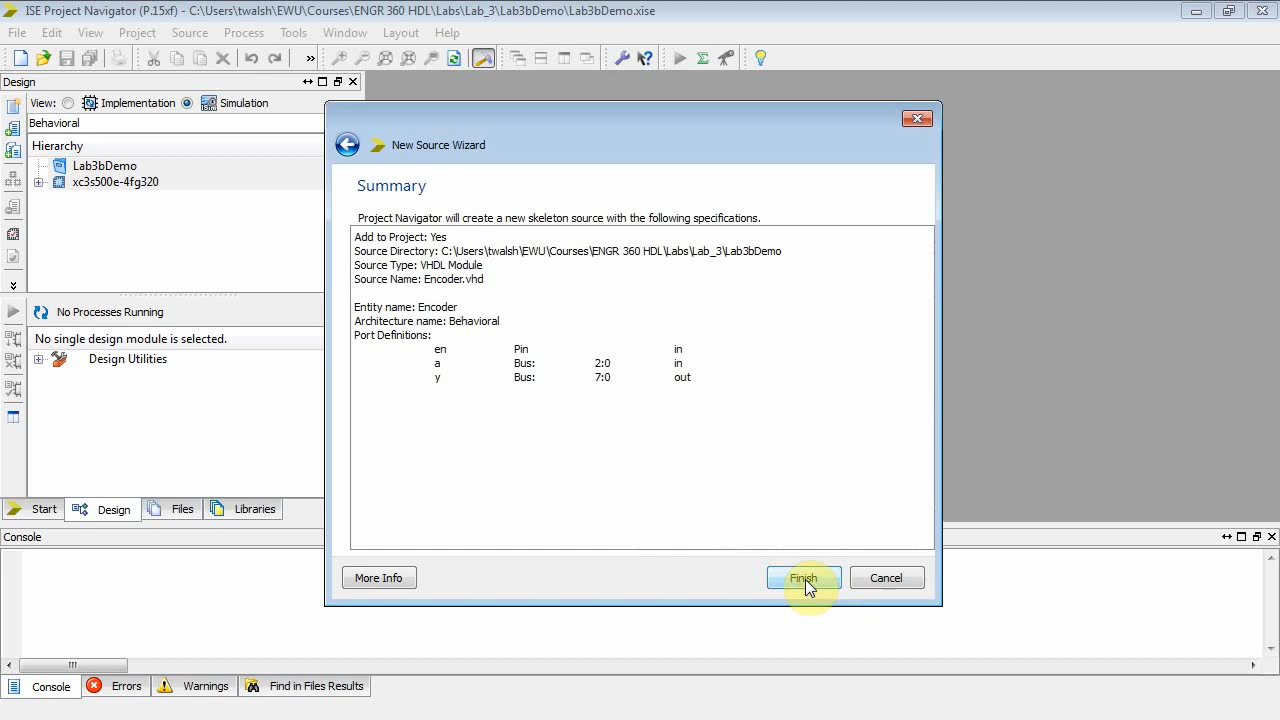 ISE Project Navigator (P.15xf) - C:\Users\twalsh\EWU\Courses\ENGR 360 HDL\Labs\Lab_3\Lab3bDemo\Lab3bDemo.xise
File Edit View Project Source Process Tools Window Layout Help
Design
View: Implementation Simulation
Behavioral
Hierarchy
Lab3bDemo
xc3s500e-4fg320
No Processes Running
No single design module is selected.
Design Utilities
Start Design Files Libraries
New Source Wizard
Summary
Project Navigator will create a new skeleton source with the following specifications.
Add to Project: Yes
Source Directory: C:\Users\twalsh\EWU\Courses\ENGR 360 HDL\Labs\Lab_3\Lab3bDemo
Source Type: VHDL Module
Source Name: Encoder.vhd
Entity name: Encoder
Architecture name: Behavioral
Port Definitions:
en Pin in
a Bus: 2:0 in
y Bus: 7:0 out
More Info Finish Cancel
Console
Console Errors Warnings Find in Files Results